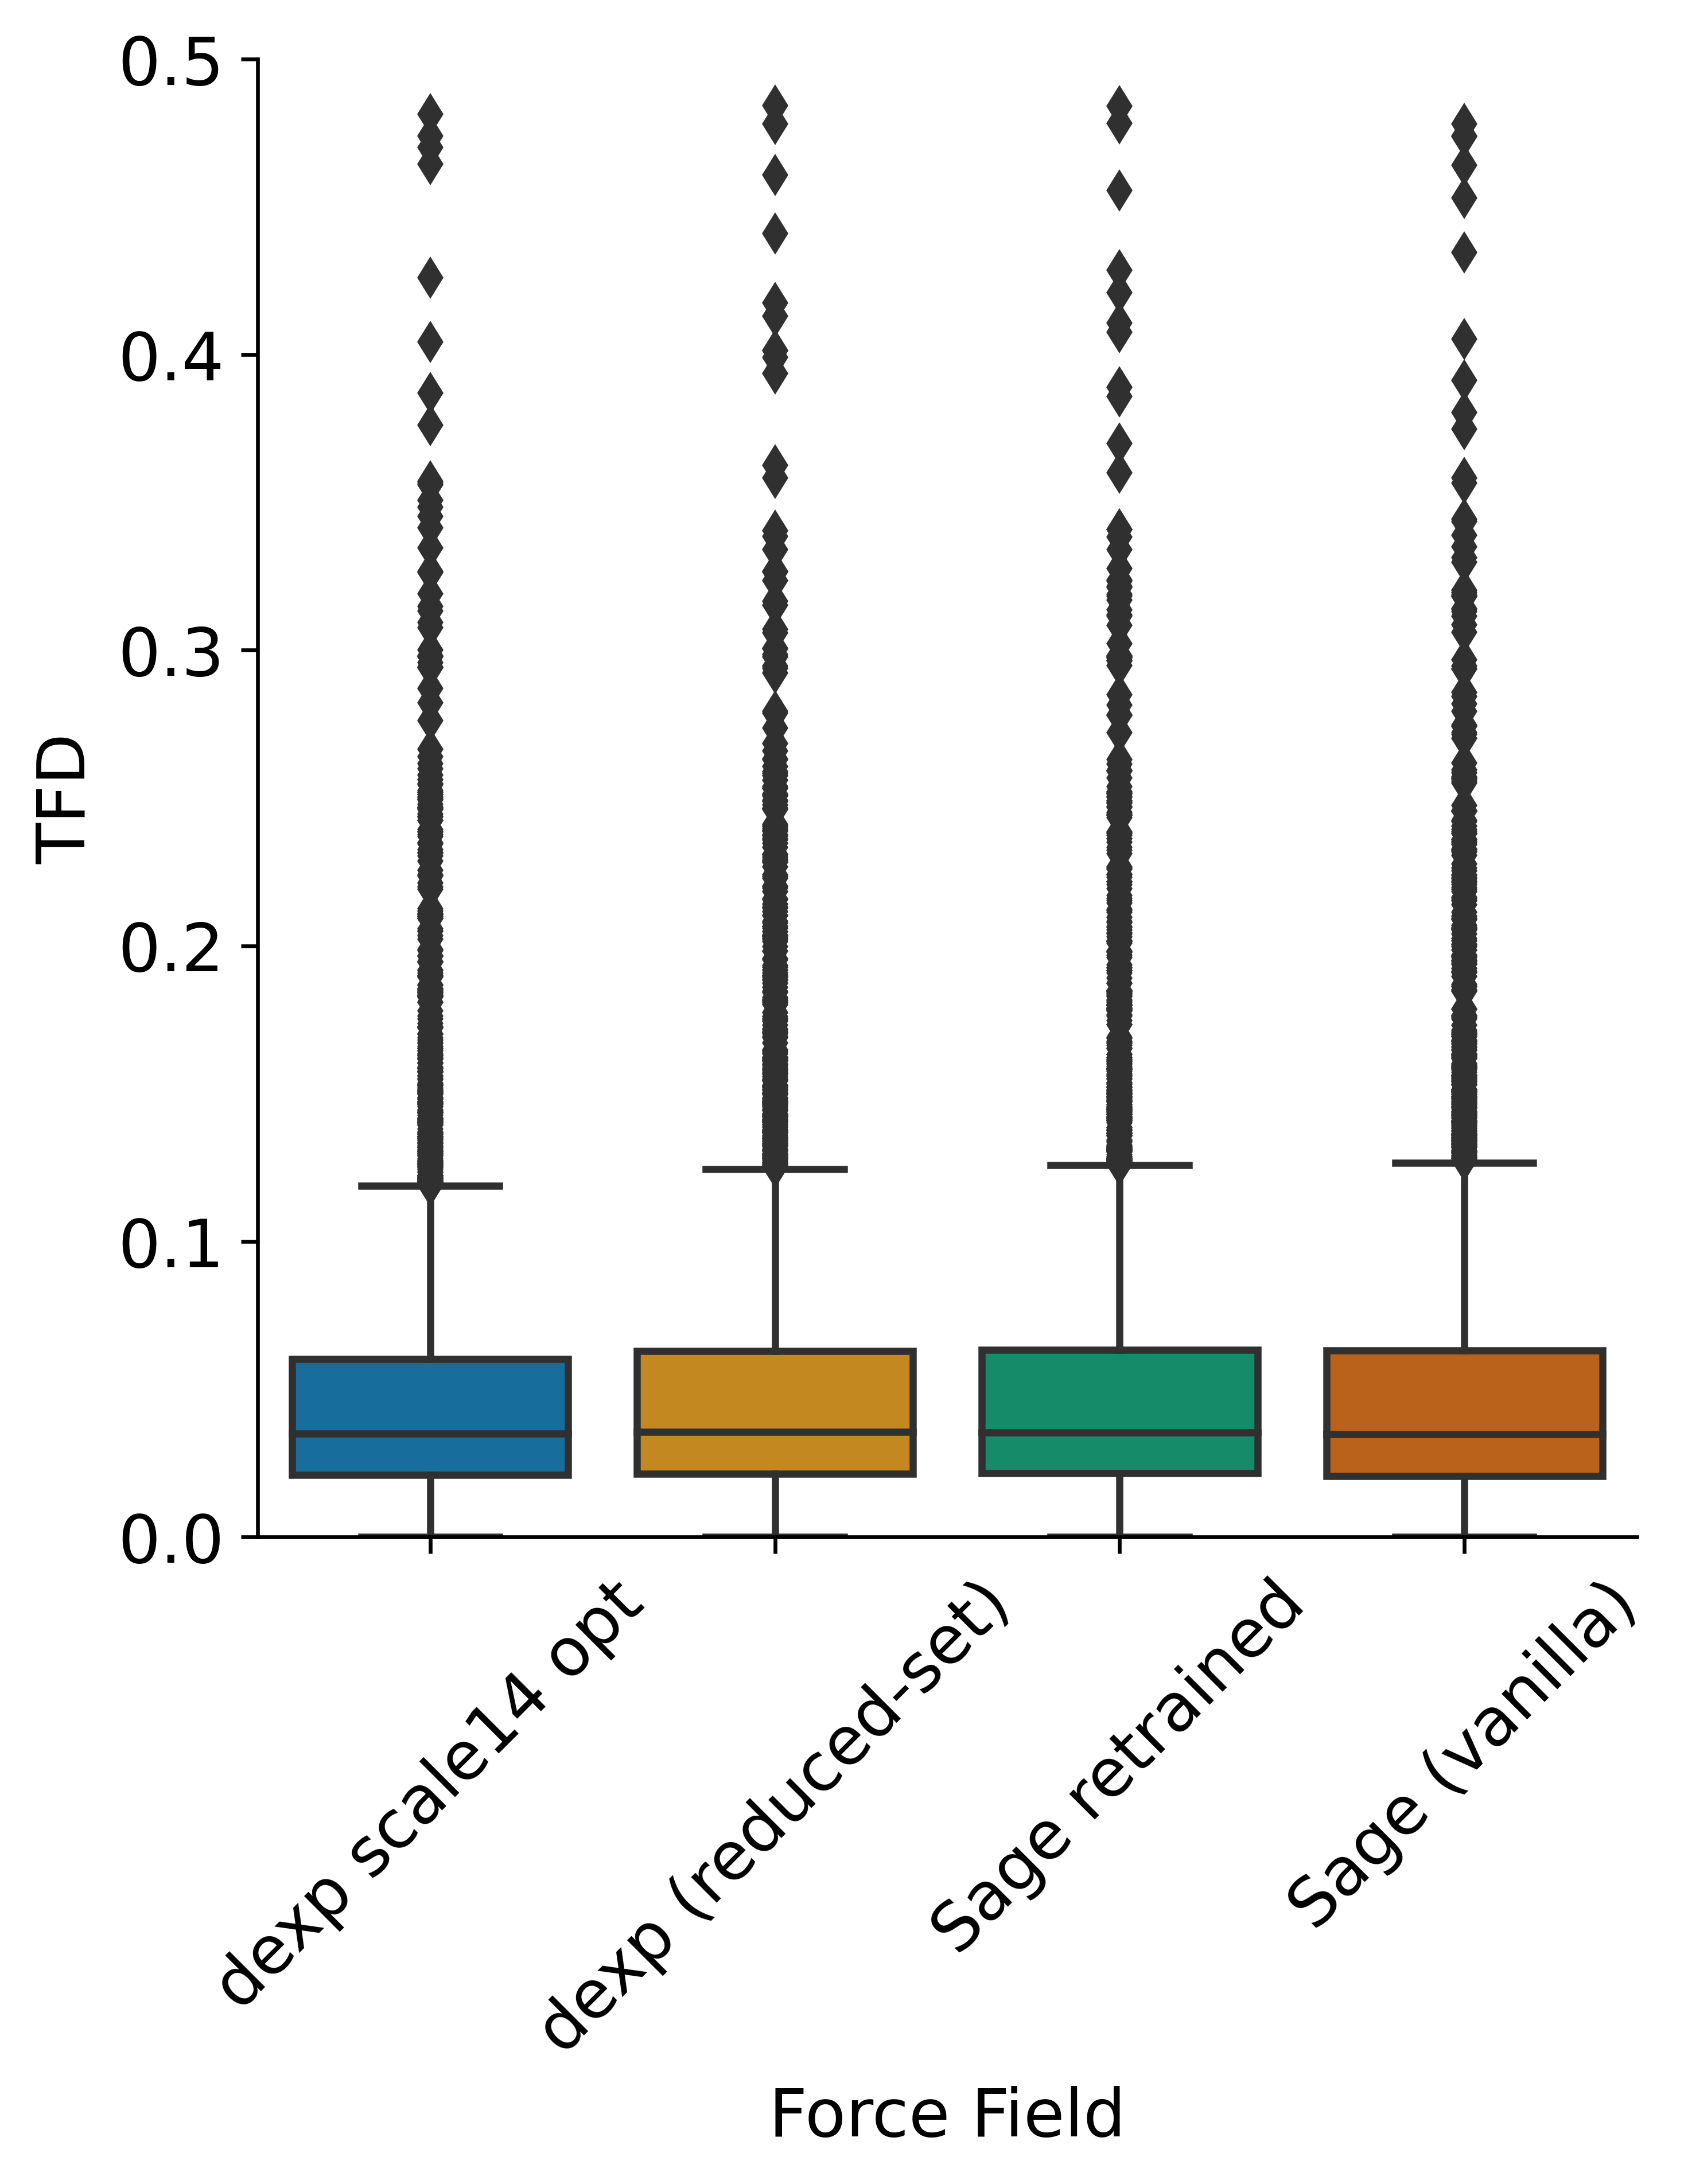 0.5
0.4
0.3
0.2
0.1
0.0
TFD
dexp scale14 opt
dexp (reduced-set)
Sage retrained
Sage (vanilla)
Force Field